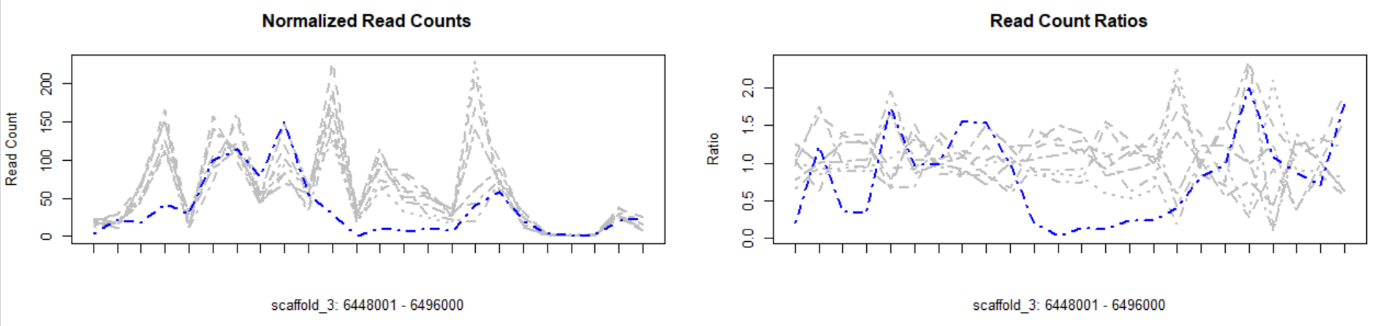 Normalized Read Counts
Read Count
200
150
100
50
0
scaffold_3: 6448001 - 6496000
Read Count Ratios
Ratio
2.0
1.5
1.0
0.5
0.0
scaffold_3: 6448001 - 6496000